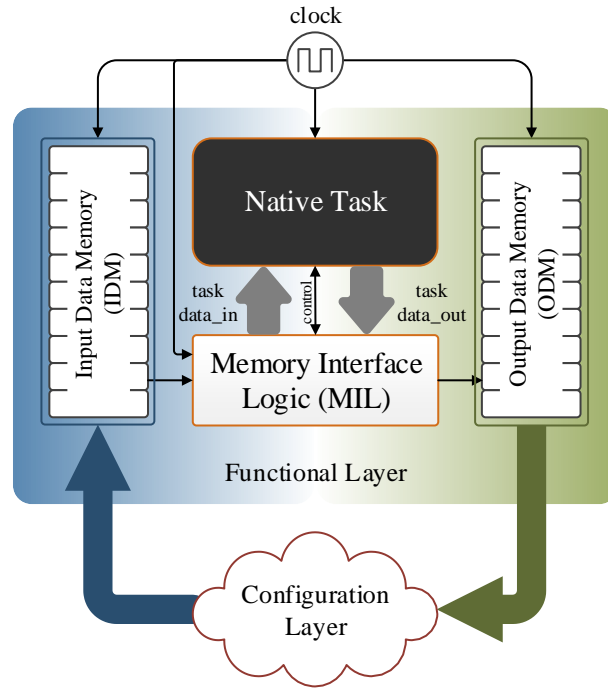 clock
Input Data Memory
(IDM)
Native Task
Output Data Memory
(ODM)
task
data_in
control
task
data_out
Memory Interface
Logic (MIL)
Functional Layer
Configuration
Layer